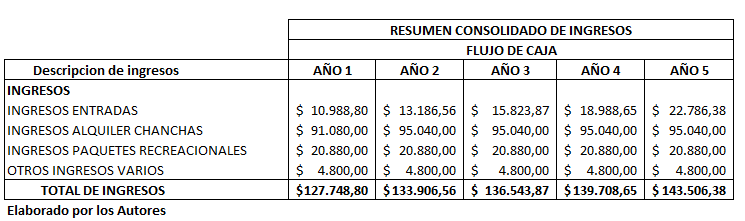 RESUMEN CONSOLIDADO DE INGRESOS
FLUJO DE CAJA
Descripcion de ingresos AÑO 1 AÑO 2 AÑO 3 AÑO 4 AÑO 5
INGRESOS
INGRESOS ENTRADAS $ 10.988,80 $ 13.186,56 $ 15.823,87 $ 18.988,65 $ 22.786,38
INGRESOS ALQUILER CHANCHAS $ 91.080,00 $ 95.040,00 $ 95.040,00 $ 95.040,00 $ 95.040,00
INGRESOS PAQUETES RECREACIONALES $ 20.880,00 $ 20.880,00 $ 20.880,00 $ 20.880,00 $ 20.880,00
OTROS INGRESOS VARIOS $ 4.800,00 $ 4.800,00 $ 4.800,00 $ 4.800,00 $ 4.800,00
TOTAL DE INGRESOS $127.748,80 $133.906,56 $ 136.543,87 $139.708,65 $ 143.506,38
Elaborado por los Autores